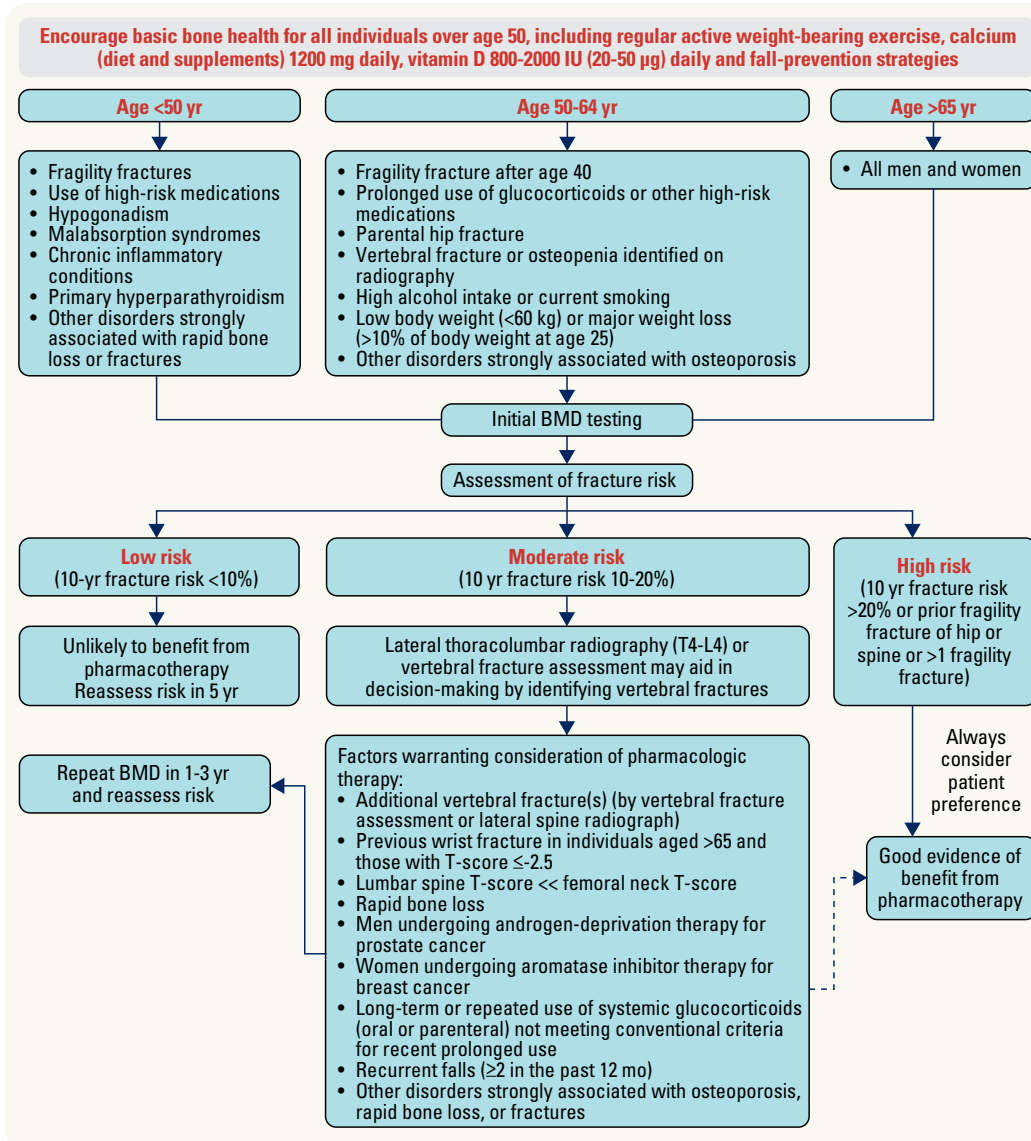 Encourage basic bone health for all individuals over age 50, including regular active weight-bearing exercise, calcium
(diet and supplements) 1200 mg daily, vitamin D 800-2000 IU (20-50 µg) daily and fall-prevention strategies
Age <50 yr
• Fragility fractures
• Use of high-risk medications
• Hypogonadism
• Malabsorption syndromes
• Chronic inflammatory
conditions
• Primary hyperparathyroidism
• Other disorders strongly
associated with rapid bone
loss or fractures
Age 50-64 yr
• Fragility fracture after age 40
• Prolonged use of glucocorticoids or other high-risk
medications
• Parental hip fracture
• Vertebral fracture or osteopenia identified on
radiography
• High alcohol intake or current smoking
• Low body weight (<60 kg) or major weight loss
(>10% of body weight at age 25)
• Other disorders strongly associated with osteoporosis
Age >65 yr
• All men and women
Initial BMD testing
Assessment of fracture risk
Low risk
(10-yr fracture risk <10%)
Unlikely to benefit from
pharmacotherapy
Reassess risk in 5 yr
Moderate risk
(10 yr fracture risk 10-20%)
Lateral thoracolumbar radiography (T4-L4) or
vertebral fracture assessment may aid in
decision-making by identifying vertebral fractures
High risk
(10 yr fracture risk
>20% or prior fragility
fracture of hip or
spine or >1 fragility
fracture)
Always
consider
patient
preference
Repeat BMD in 1-3 yr
and reassess risk
Factors warranting consideration of pharmacologic
therapy:
• Additional vertebral fracture(s) (by vertebral fracture
assessment or lateral spine radiograph)
• Previous wrist fracture in individuals aged >65 and
those with T-score ≤-2.5
• Lumbar spine T-score << femoral neck T-score
• Rapid bone loss
• Men undergoing androgen-deprivation therapy for
prostate cancer
• Women undergoing aromatase inhibitor therapy for
breast cancer
• Long-term or repeated use of systemic glucocorticoids
(oral or parenteral) not meeting conventional criteria
for recent prolonged use
• Recurrent falls (≥2 in the past 12 mo)
• Other disorders strongly associated with osteoporosis,
rapid bone loss, or fractures
Good evidence of
benefit from
pharmacotherapy